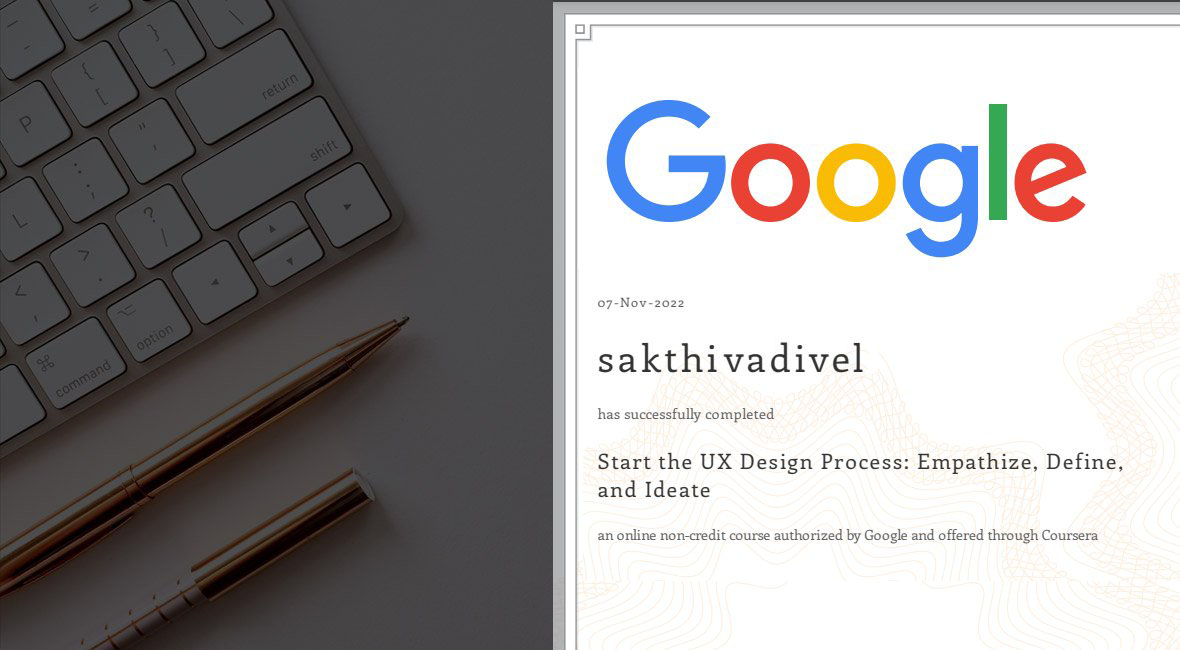 return
shift
P
L
option
command
Google
07-Nov-2022
sakthivadivel
has successfully completed
Start the UX Design Process: Empathize, Define,
and Ideate
an online non-credit course authorized by Google and offered through Coursera